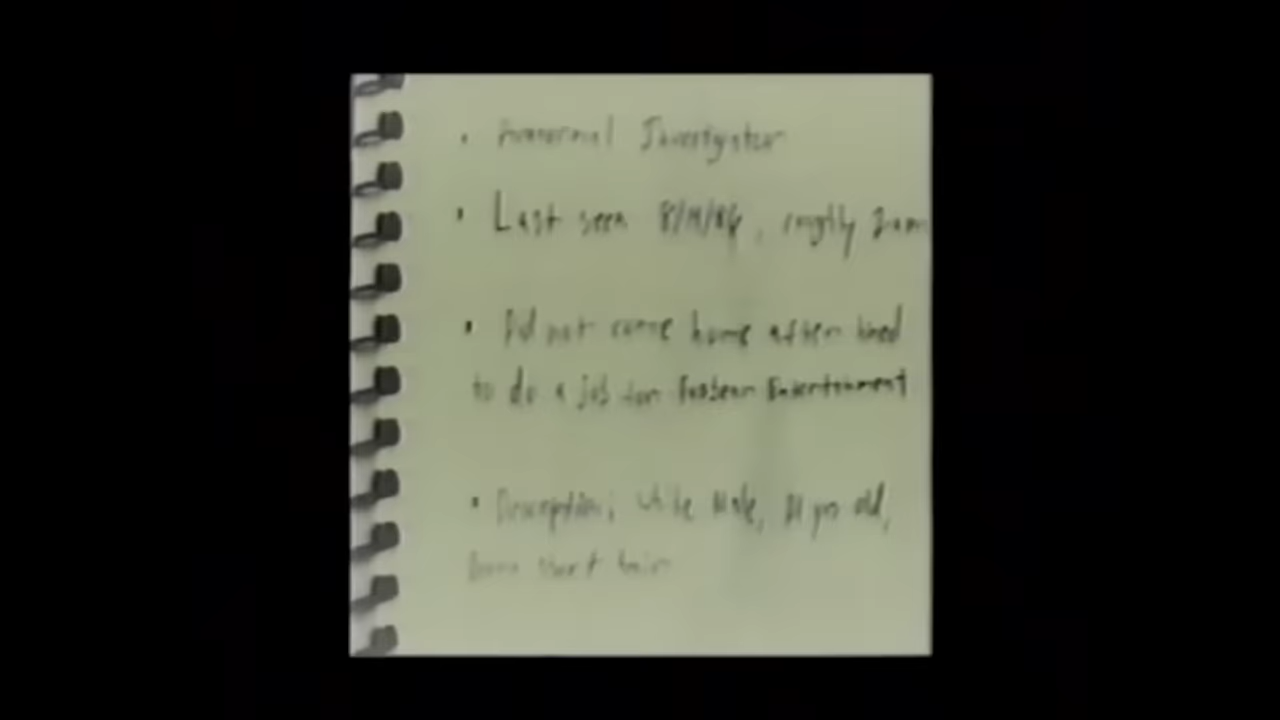 • Paranormal Investigator
• Last seen roughly 2am
• Did not come home after hired
to do a job for Fazbear Entertainment
• Description; White Male, yrs old,
short hair